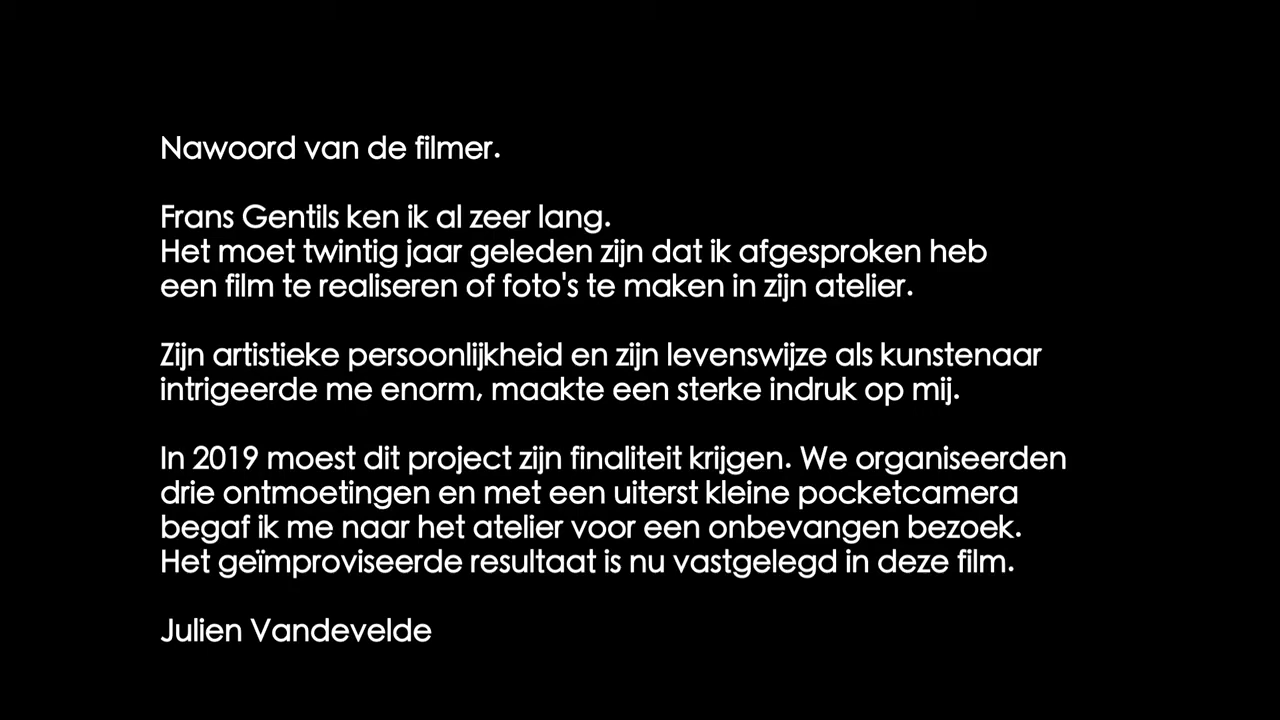 Nawoord van de filmer.
Frans Gentils ken ik al zeer lang.
Het moet twintig jaar geleden zijn dat ik afgesproken heb
een film te realiseren of foto's te maken in zijn atelier.
Zijn artistieke persoonlijkheid en zijn levenswijze als kunstenaar
intrigeerde me enorm, maakte een sterke indruk op mij.
In 2019 moest dit project zijn finaliteit krijgen. We organiseerden
drie ontmoetingen en met een uiterst kleine pocketcamera
begaf ik me naar het atelier voor een onbevangen bezoek.
Het geïmproviseerde resultaat is nu vastgelegd in deze film.
Julien Vandevelde